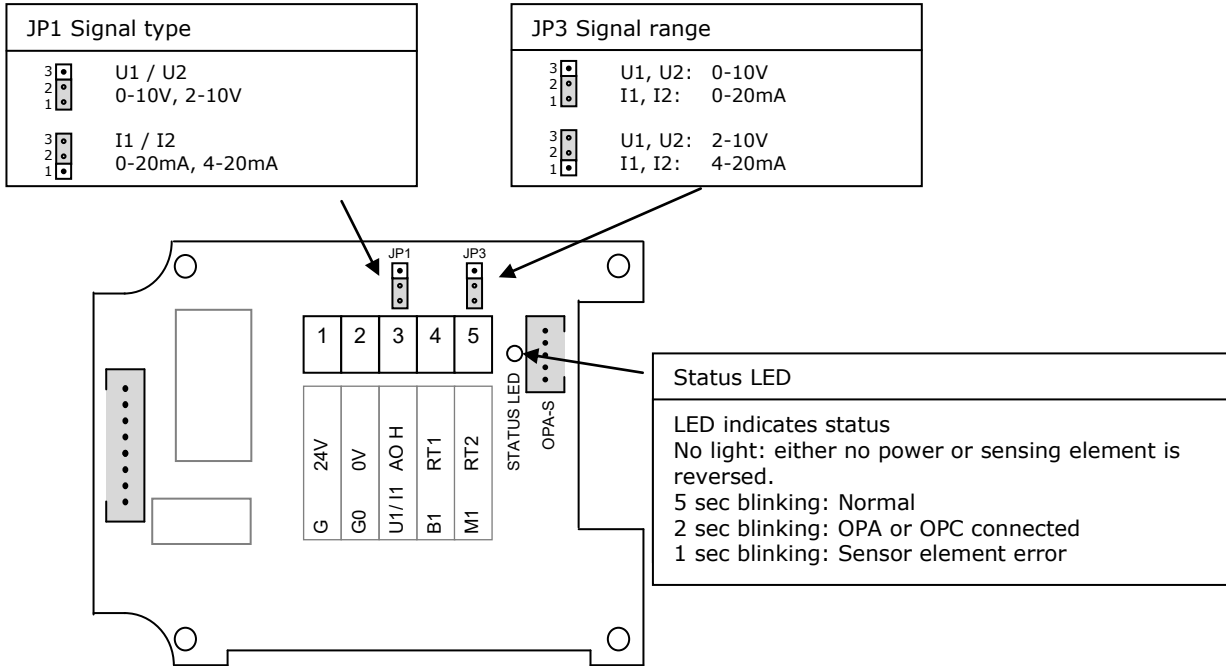 JP1 Signal type
3
2
1
U1 / U2
0-10V, 2-10V
3
2
1
I1 / I2
0-20mA, 4-20mA
JP3 Signal range
3
2
1
U1, U2: 0-10V
I1, I2: 0-20mA
3
2
1
U1, U2: 2-10V
I1, I2: 4-20mA
JP1
JP3
1 2 3 4 5
G 24V
G0 0V
U1/ I1 AO H
B1 RT1
M1 RT2
STATUS LED
OPA-S
Status LED
LED indicates status
No light: either no power or sensing element is
reversed.
5 sec blinking: Normal
2 sec blinking: OPA or OPC connected
1 sec blinking: Sensor element error